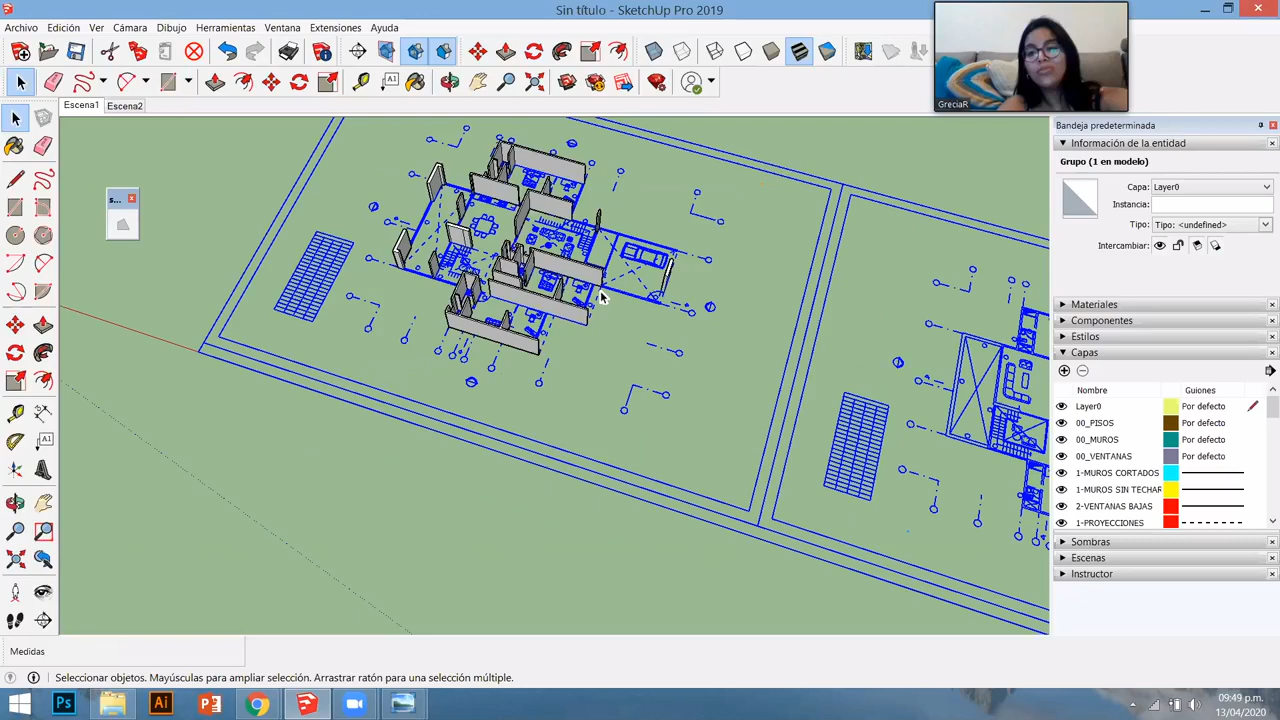 Sin título - SketchUp Pro 2019
Archivo Edición Ver Cámara Dibujo Herramientas Ventana Extensiones Ayuda
Escena1 Escena2
s...
GreciaR
Bandeja predeterminada
Información de la entidad
Grupo (1 en modelo)
Capa: Layer0
Instancia:
Tipo: Tipo: <undefined>
Intercambiar:
Materiales
Componentes
Estilos
Capas
Nombre Guiones
Layer0 Por defecto
00_PISOS Por defecto
00_MUROS Por defecto
00_VENTANAS Por defecto
1-MUROS CORTADOS
1-MUROS SIN TECHAR
2-VENTANAS BAJAS
1-PROYECCIONES
Sombras
Escenas
Instructor
Medidas
Seleccionar objetos. Mayúsculas para ampliar selección. Arrastrar ratón para una selección múltiple.
Ps Ai P
09:49 p.m.
13/04/2020